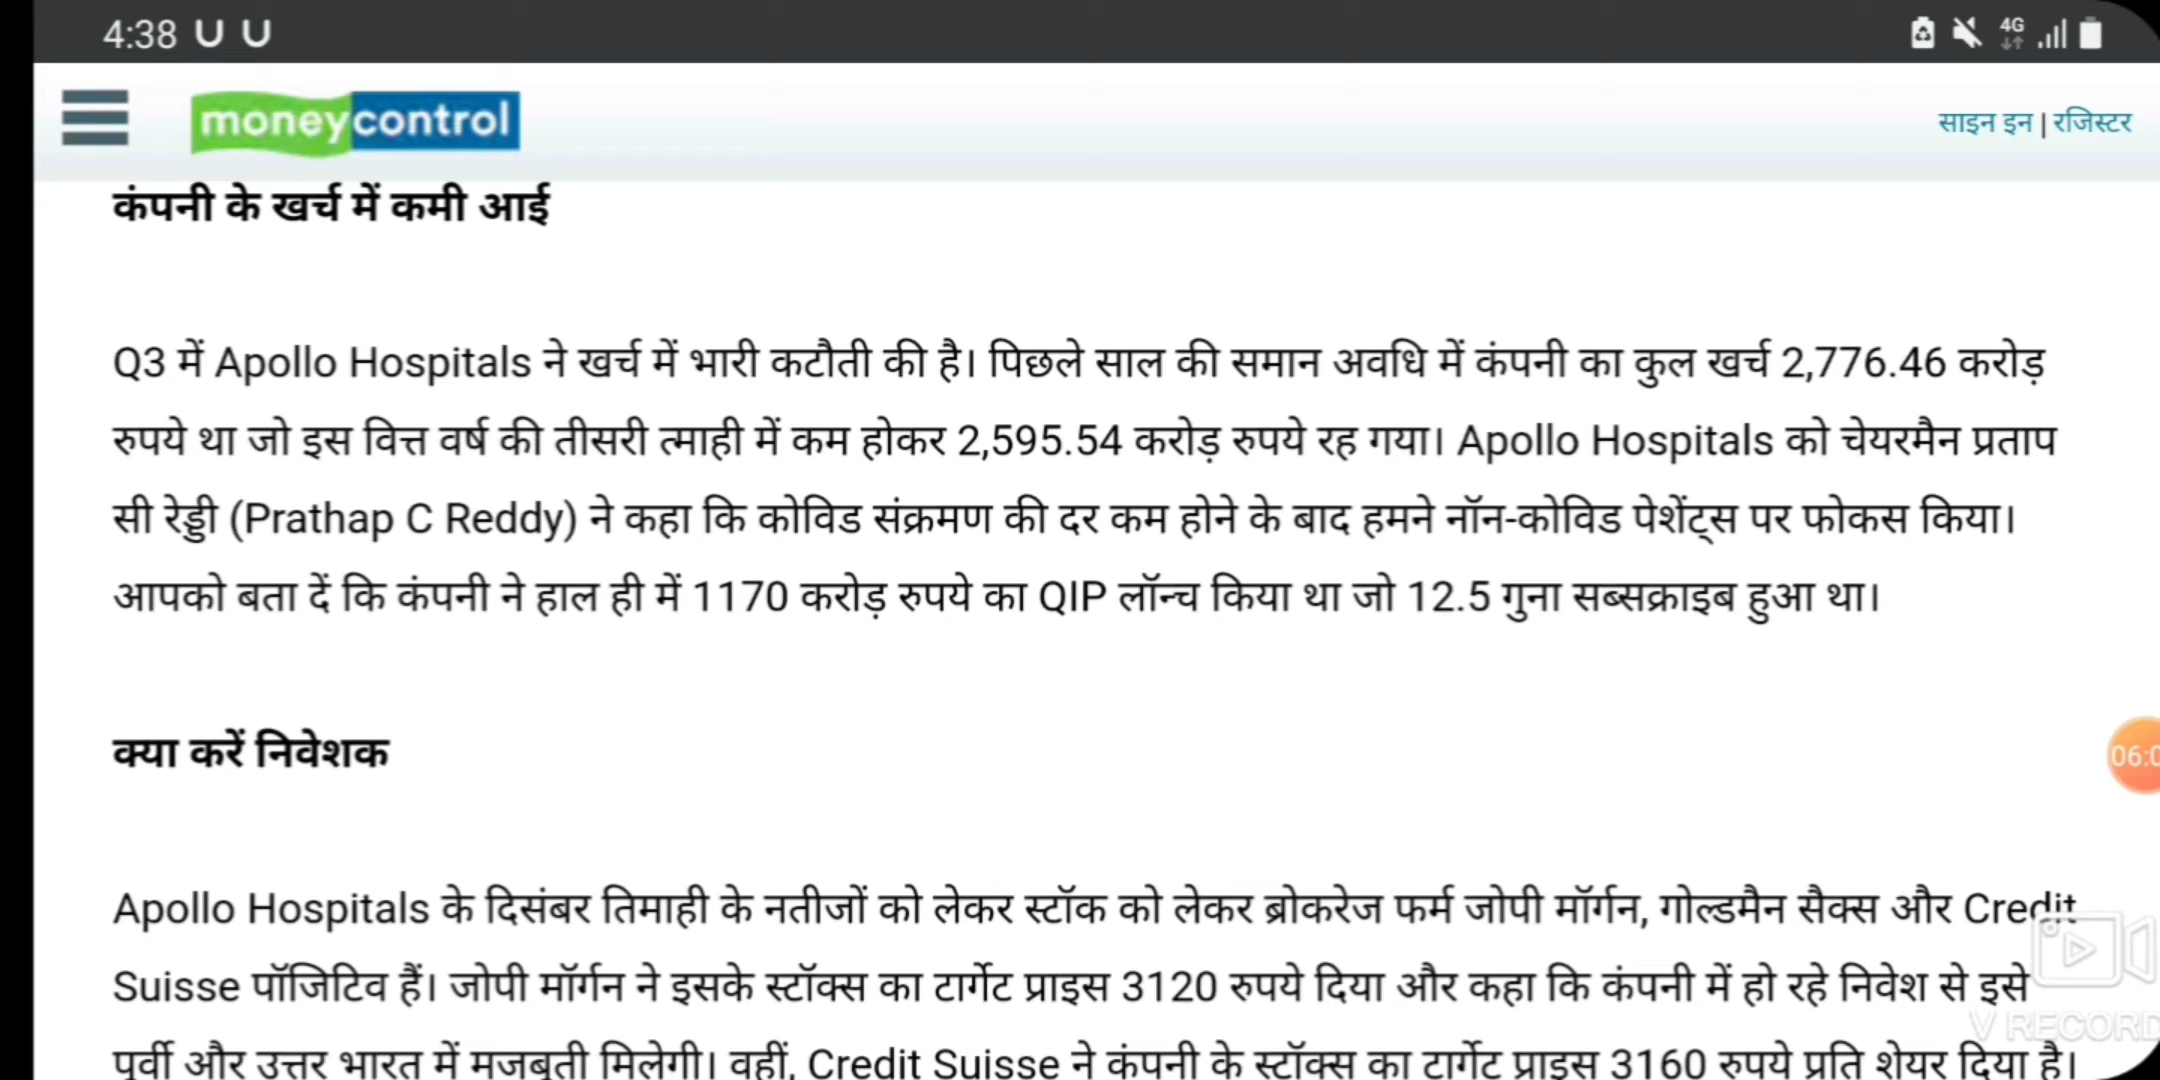 4:38
4G
moneycontrol
साइन इन | रजिस्टर
कंपनी के खर्च में कमी आई
Q3 में Apollo Hospitals ने खर्च में भारी कटौती की है। पिछले साल की समान अवधि में कंपनी का कुल खर्च 2,776.46 करोड़
रुपये था जो इस वित्त वर्ष की तीसरी त्माही में कम होकर 2,595.54 करोड़ रुपये रह गया। Apollo Hospitals को चेयरमैन प्रताप
सी रेड्डी (Prathap C Reddy) ने कहा कि कोविड संक्रमण की दर कम होने के बाद हमने नॉन-कोविड पेशेंट्स पर फोकस किया।
आपको बता दें कि कंपनी ने हाल ही में 1170 करोड़ रुपये का QIP लॉन्च किया था जो 12.5 गुना सब्सक्राइब हुआ था।
क्या करें निवेशक
06:0
Apollo Hospitals के दिसंबर तिमाही के नतीजों को लेकर स्टॉक को लेकर ब्रोकरेज फर्म जोपी मॉर्गन, गोल्डमैन सैक्स और Credit
Suisse पॉजिटिव हैं। जोपी मॉर्गन ने इसके स्टॉक्स का टार्गेट प्राइस 3120 रुपये दिया और कहा कि कंपनी में हो रहे निवेश से इसे
V RECORD
पूर्वी और उत्तर भारत में मजबूती मिलेगी। वहीं, Credit Suisse ने कंपनी के स्टॉक्स का टार्गेट प्राइस 3160 रुपये प्रति शेयर दिया है।